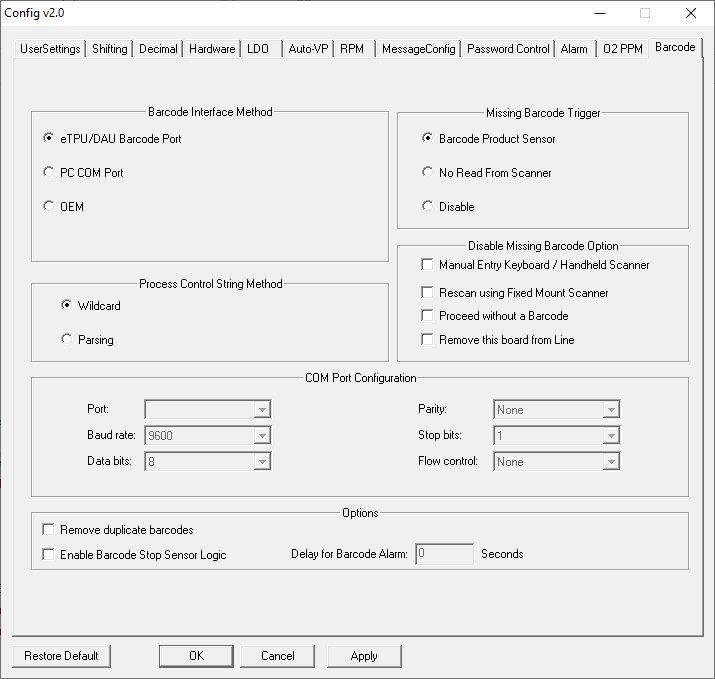 Config v2.0
UserSettings Shifting Decimal Hardware LDO Auto-VP RPM MessageConfig Password Control Alarm O2 PPM Barcode
Barcode Interface Method
eTPU/DAU Barcode Port
PC COM Port
OEM
Missing Barcode Trigger
Barcode Product Sensor
No Read From Scanner
Disable
Process Control String Method
Wildcard
Parsing
Disable Missing Barcode Option
Manual Entry Keyboard / Handheld Scanner
Rescan using Fixed Mount Scanner
Proceed without a Barcode
Remove this board from Line
COM Port Configuration
Port:
Baud rate: 9600
Data bits: 8
Parity: None
Stop bits: 1
Flow control: None
Options
Remove duplicate barcodes
Enable Barcode Stop Sensor Logic Delay for Barcode Alarm: 0 Seconds
Restore Default OK Cancel Apply